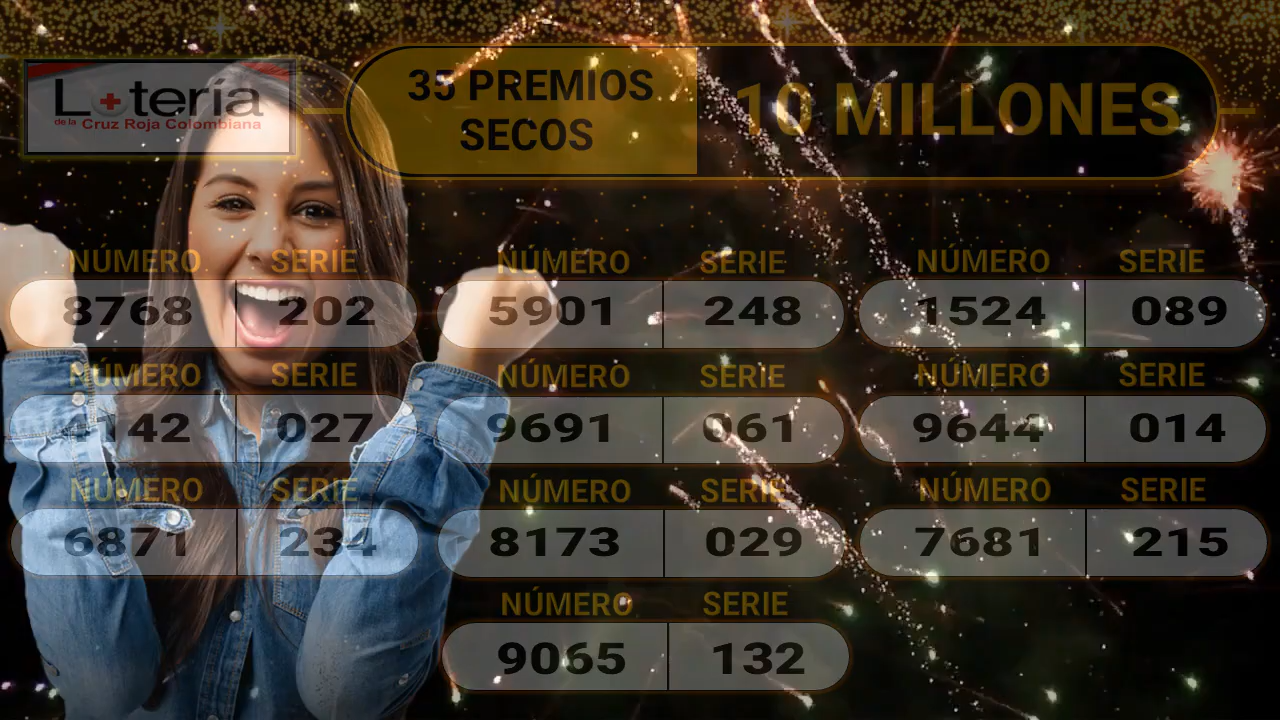 Lotería
de la Cruz Roja Colombiana
35 PREMIOS
SECOS
10 MILLONES
NÚMERO SERIE NÚMERO SERIE NÚMERO SERIE
8768 202 5901 248 1524 089
NÚMERO SERIE NÚMERO SERIE NÚMERO SERIE
4142 027 9691 061 9644 014
NÚMERO SERIE NÚMERO SERIE NÚMERO SERIE
6871 234 8173 029 7681 215
NÚMERO SERIE
9065 132